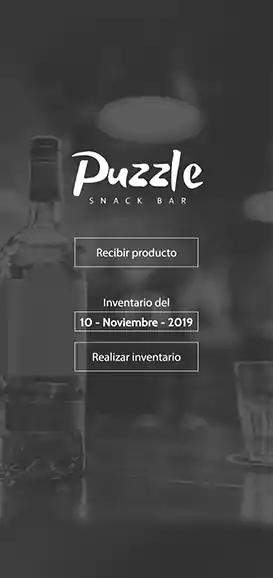 Puzzle
SNACK BAR
Recibir producto
Inventario del
10 - Noviembre - 2019
Realizar inventario